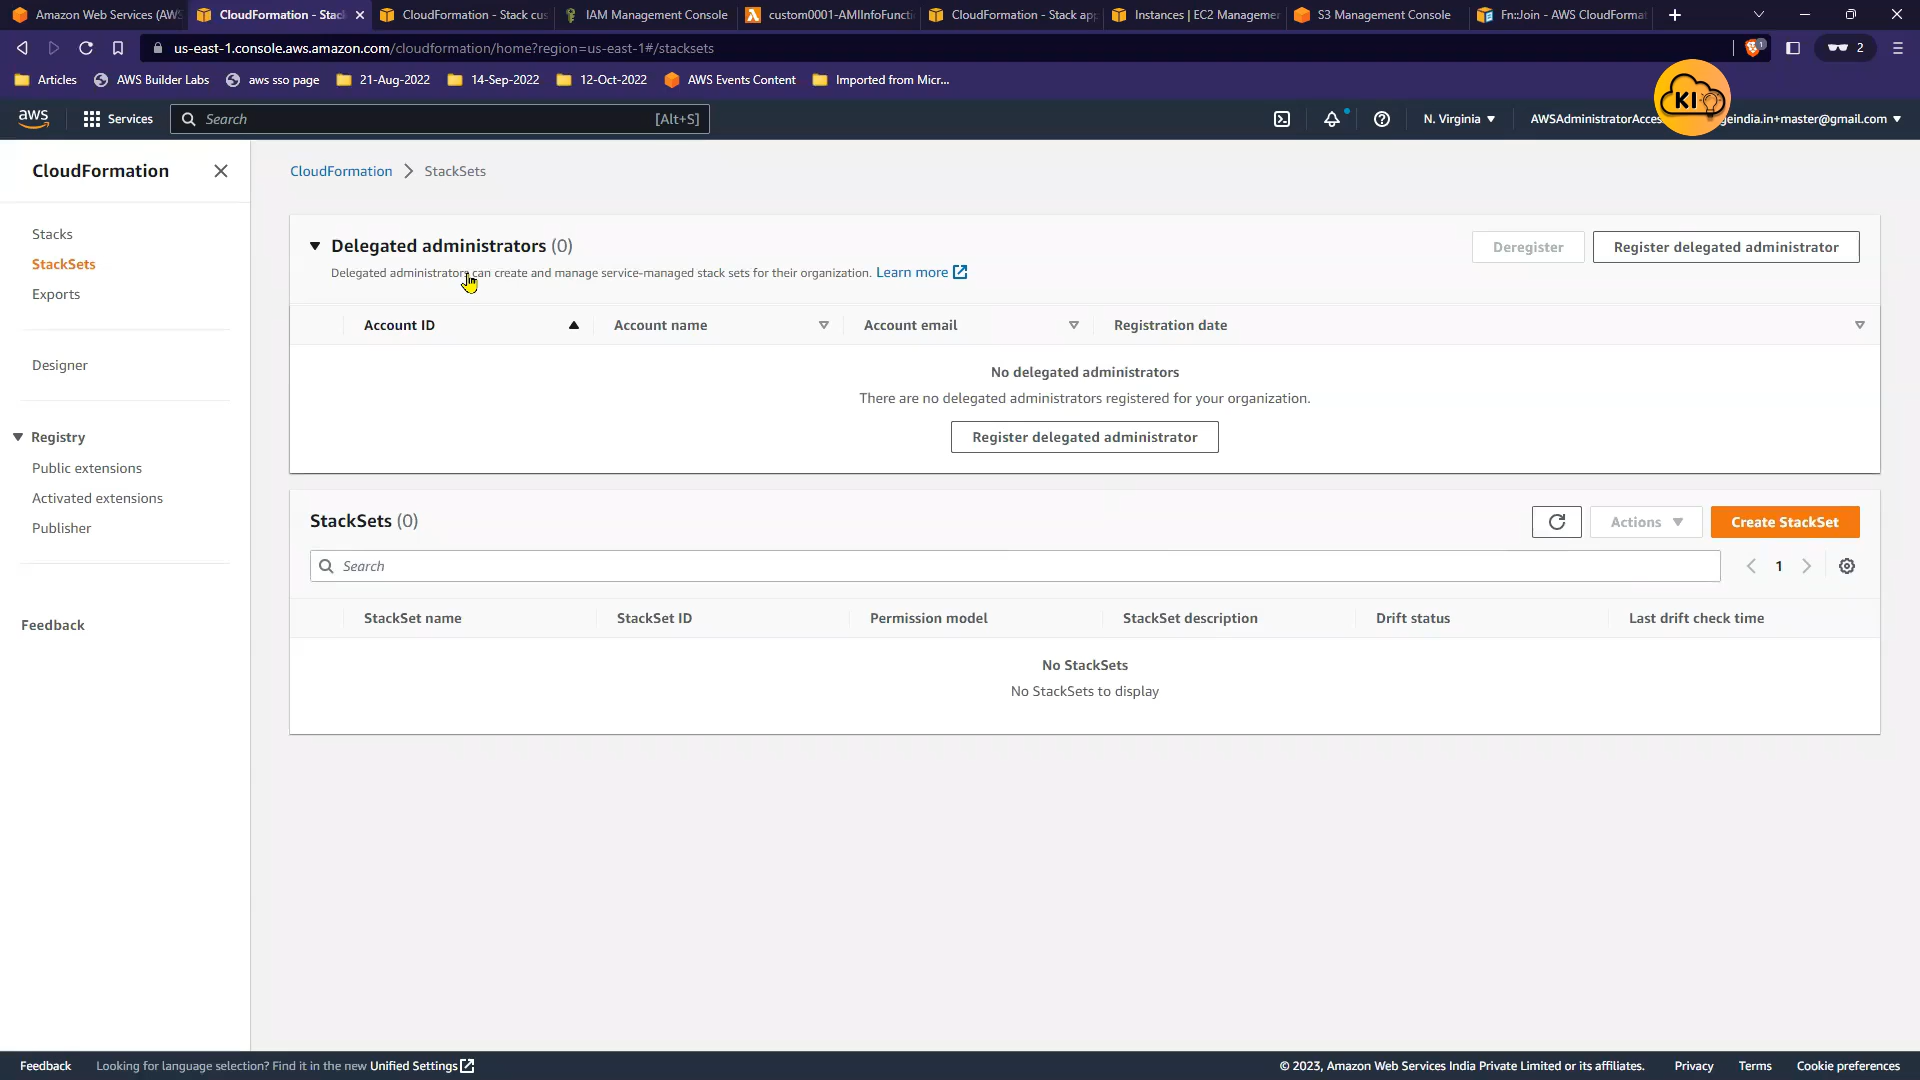 Amazon Web Services (AWS
CloudFormation - Stac
CloudFormation - Stack cus
IAM Management Console
custom0001-AMIInfoFuncti
CloudFormation - Stack app
Instances | EC2 Manageme
S3 Management Console
Fn::Join - AWS CloudFormat
us-east-1.console.aws.amazon.com/cloudformation/home?region=us-east-1#/stacksets
1
2
Articles
AWS Builder Labs
aws sso page
21-Aug-2022
14-Sep-2022
12-Oct-2022
AWS Events Content
Imported from Micr...
KI
aws
Services
Search
[Alt+S]
N. Virginia
AWSAdministratorAcces
geindia.in+master@gmail.com
CloudFormation
Stacks
StackSets
Exports
Designer
Registry
Public extensions
Activated extensions
Publisher
Feedback
CloudFormation
StackSets
Delegated administrators (0)
Deregister
Register delegated administrator
Delegated administrators can create and manage service-managed stack sets for their organization. Learn more
Account ID
Account name
Account email
Registration date
No delegated administrators
There are no delegated administrators registered for your organization.
Register delegated administrator
StackSets (0)
Actions
Create StackSet
Search
1
StackSet name
StackSet ID
Permission model
StackSet description
Drift status
Last drift check time
No StackSets
No StackSets to display
Feedback
Looking for language selection? Find it in the new Unified Settings
© 2023, Amazon Web Services India Private Limited or its affiliates.
Privacy
Terms
Cookie preferences